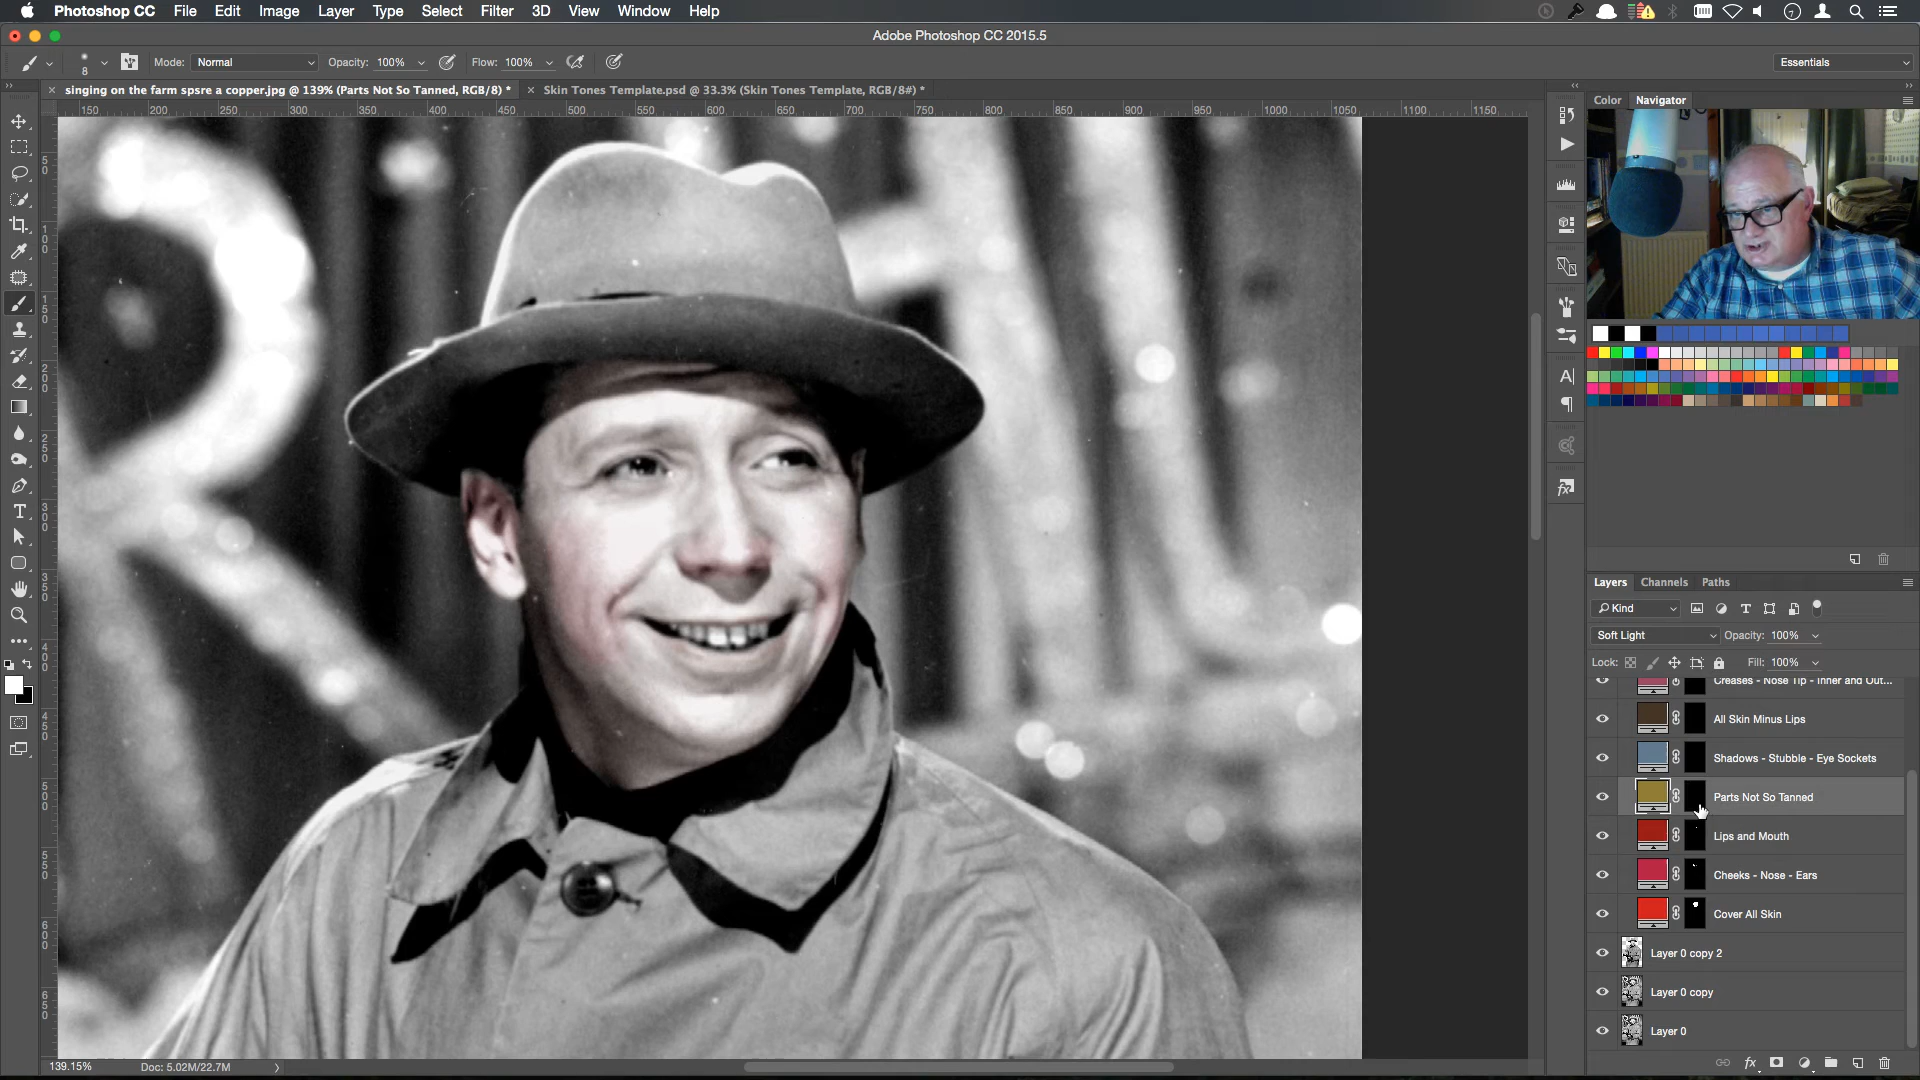 Photoshop CC File Edit Image Layer Type Select Filter 3D View Window Help
Adobe Photoshop CC 2015.5
8 Mode: Normal Opacity: 100% Flow: 100% Essentials
singing on the farm spsre a copper.jpg @ 139% (Parts Not So Tanned, RGB/8) * Skin Tones Template.psd @ 33.3% (Skin Tones Template, RGB/8#) *
150 200 250 300 350 400 450 500 550 600 650 700 750 800 850 900 950 1000 1050 1100 1150
Color Navigator
Layers Channels Paths
Kind
Soft Light Opacity: 100%
Lock: Fill: 100%
Creases - Nose Tip - Inner and Out...
All Skin Minus Lips
Shadows - Stubble - Eye Sockets
Parts Not So Tanned
Lips and Mouth
Cheeks - Nose - Ears
Cover All Skin
Layer 0 copy 2
Layer 0 copy
Layer 0
139.15% Doc: 5.02M/22.7M